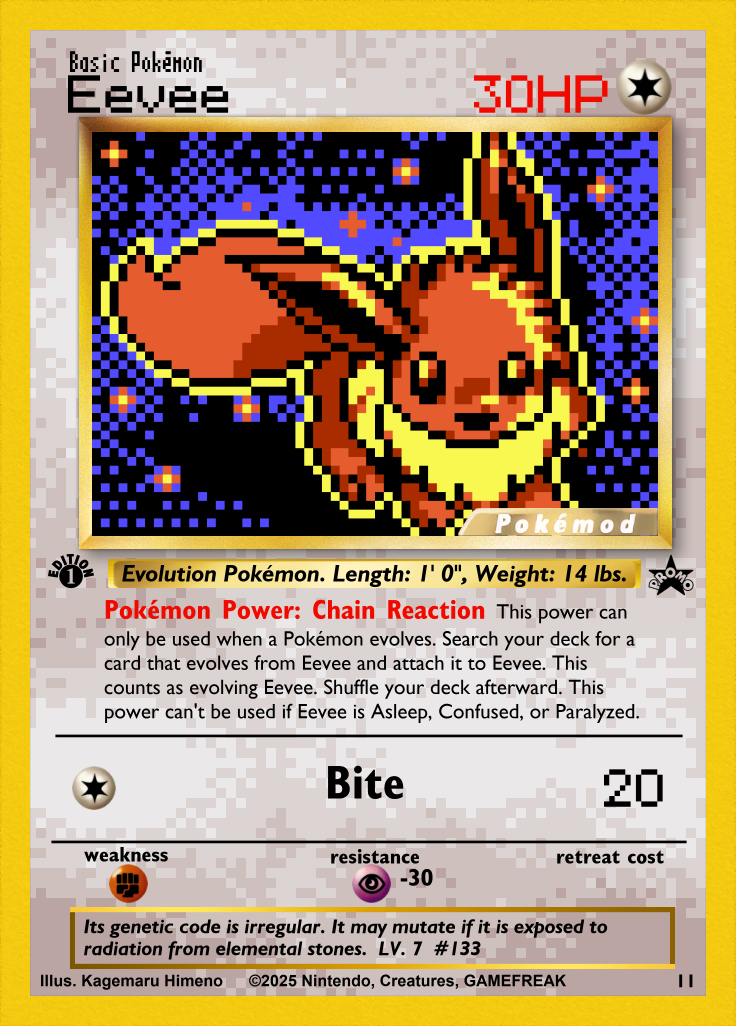 Basic Pokémon
Eevee
30HP
Pokémod
EDITION 1
Evolution Pokémon. Length: 1' 0", Weight: 14 lbs.
PROMO
Pokémon Power: Chain Reaction This power can
only be used when a Pokémon evolves. Search your deck for a
card that evolves from Eevee and attach it to Eevee. This
counts as evolving Eevee. Shuffle your deck afterward. This
power can't be used if Eevee is Asleep, Confused, or Paralyzed.
Bite 20
weakness resistance retreat cost
-30
Its genetic code is irregular. It may mutate if it is exposed to
radiation from elemental stones. LV. 7 #133
Illus. Kagemaru Himeno ©2025 Nintendo, Creatures, GAMEFREAK 11